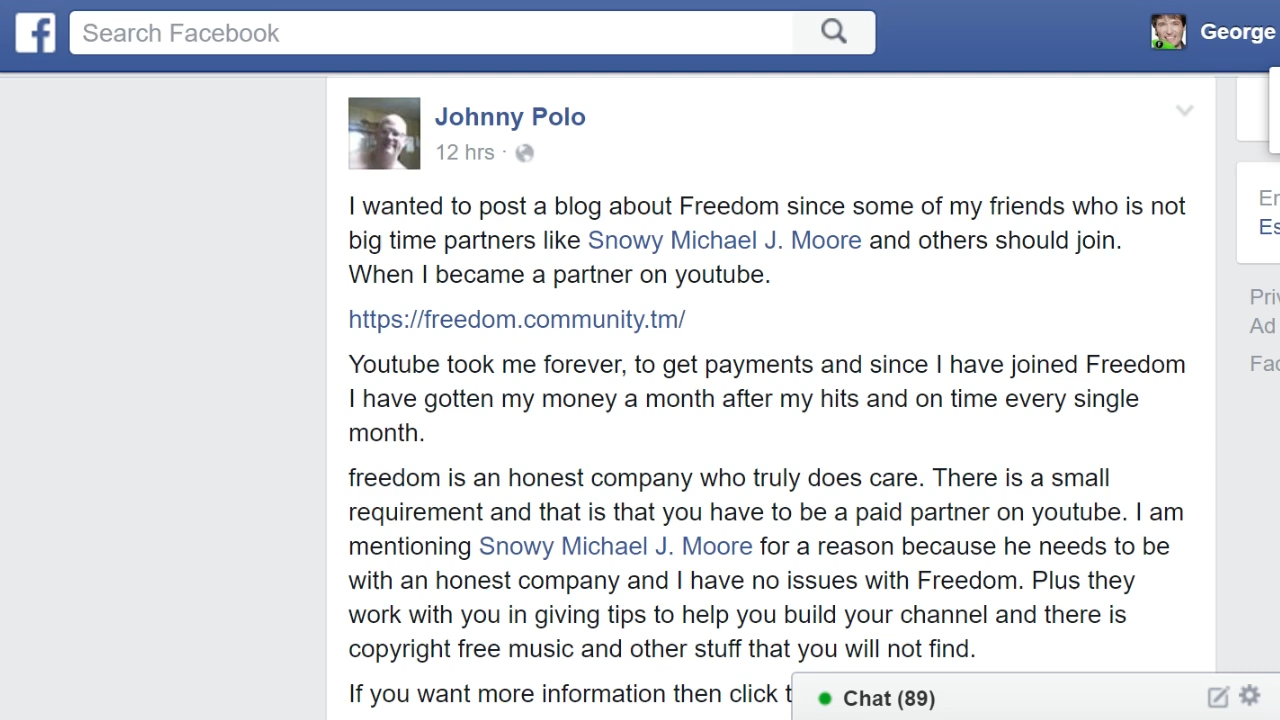 f
Search Facebook
George
Johnny Polo
12 hrs ·
I wanted to post a blog about Freedom since some of my friends who is not
big time partners like Snowy Michael J. Moore and others should join.
When I became a partner on youtube.
https://freedom.community.tm/
Youtube took me forever, to get payments and since I have joined Freedom
I have gotten my money a month after my hits and on time every single
month.
freedom is an honest company who truly does care. There is a small
requirement and that is that you have to be a paid partner on youtube. I am
mentioning Snowy Michael J. Moore for a reason because he needs to be
with an honest company and I have no issues with Freedom. Plus they
work with you in giving tips to help you build your channel and there is
copyright free music and other stuff that you will not find.
If you want more information then click t
Chat (89)
En
Es
Priv
Ad
Fac